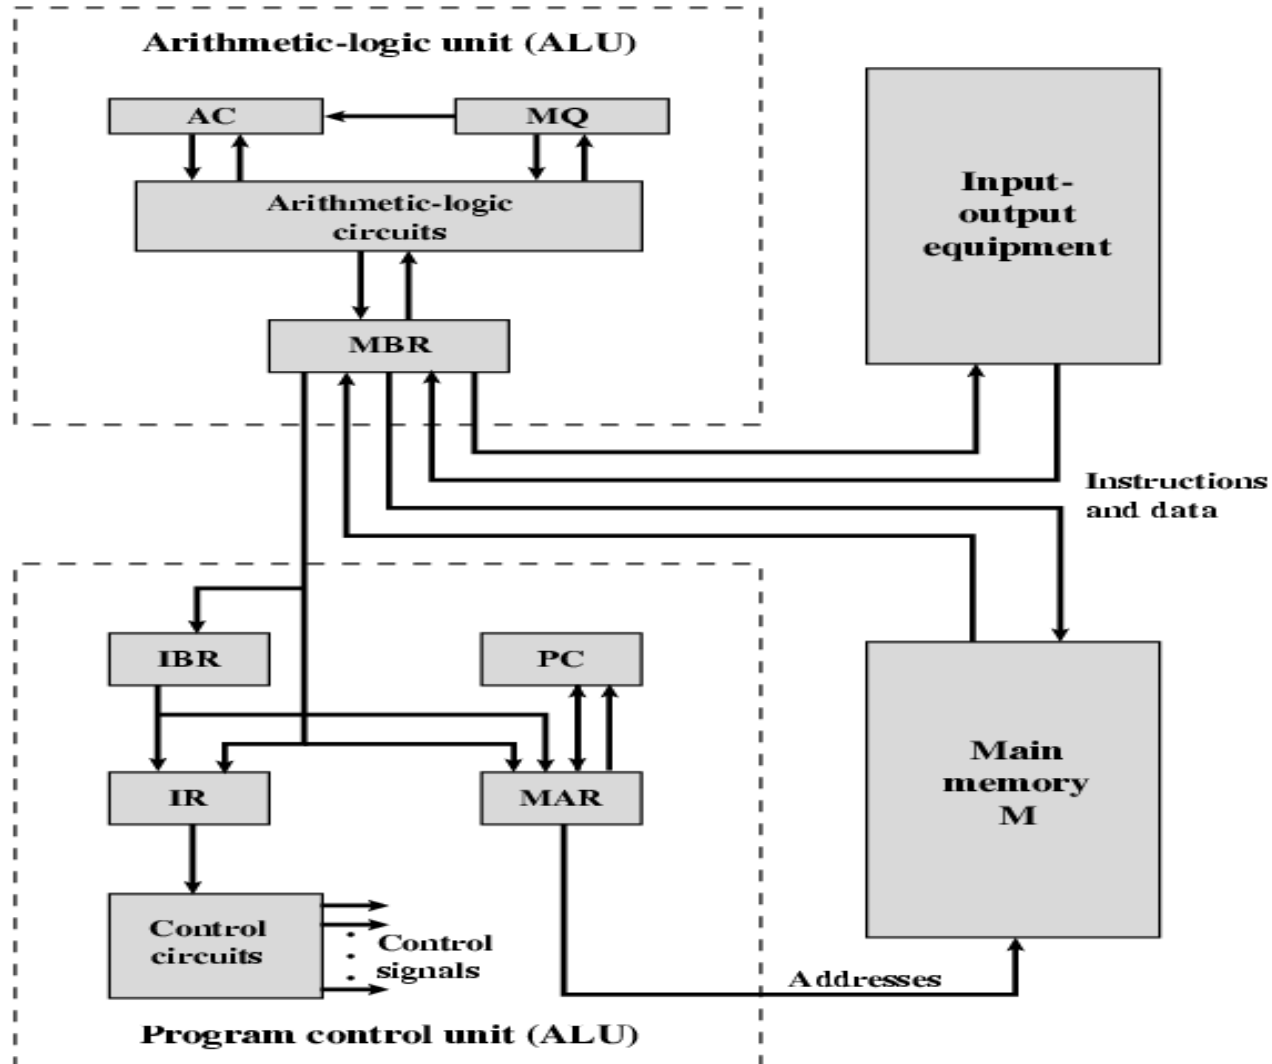 Arithmetic-logic unit (ALU)
AC
MQ
Arithmetic-logic
circuits
MBR
Input-
output
equipment
Instructions
and data
IBR
PC
IR
MAR
Main
memory
M
Control
circuits
Control
signals
Addresses
Program control unit (ALU)